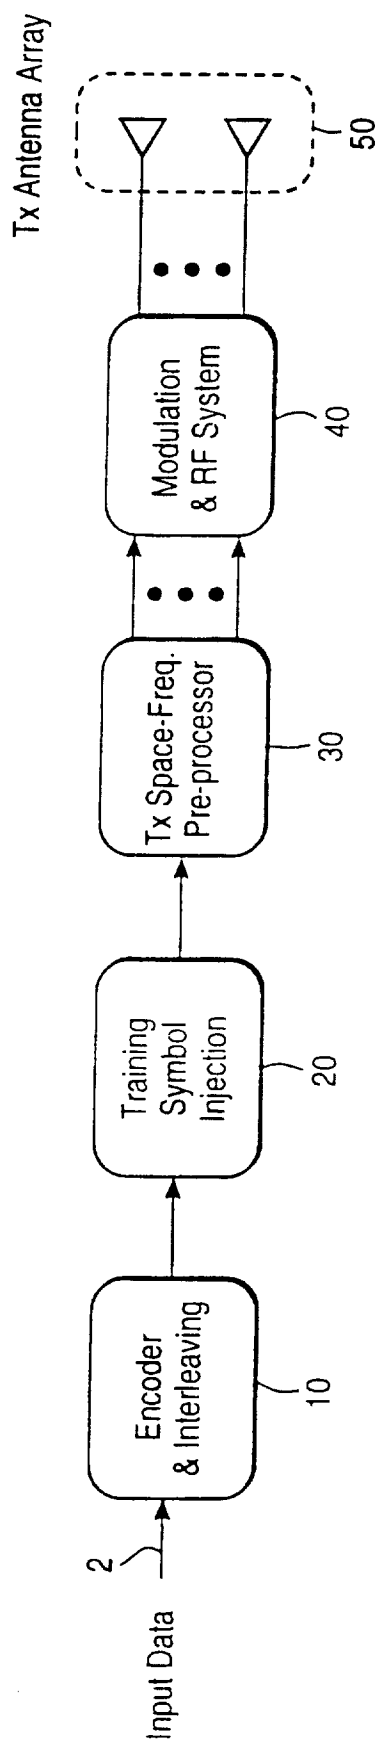 Input Data
2
Encoder
& Interleaving
10
Training
Symbol
Injection
20
Tx Space-Freq.
Pre-processor
30
Modulation
& RF System
40
Tx Antenna Array
50